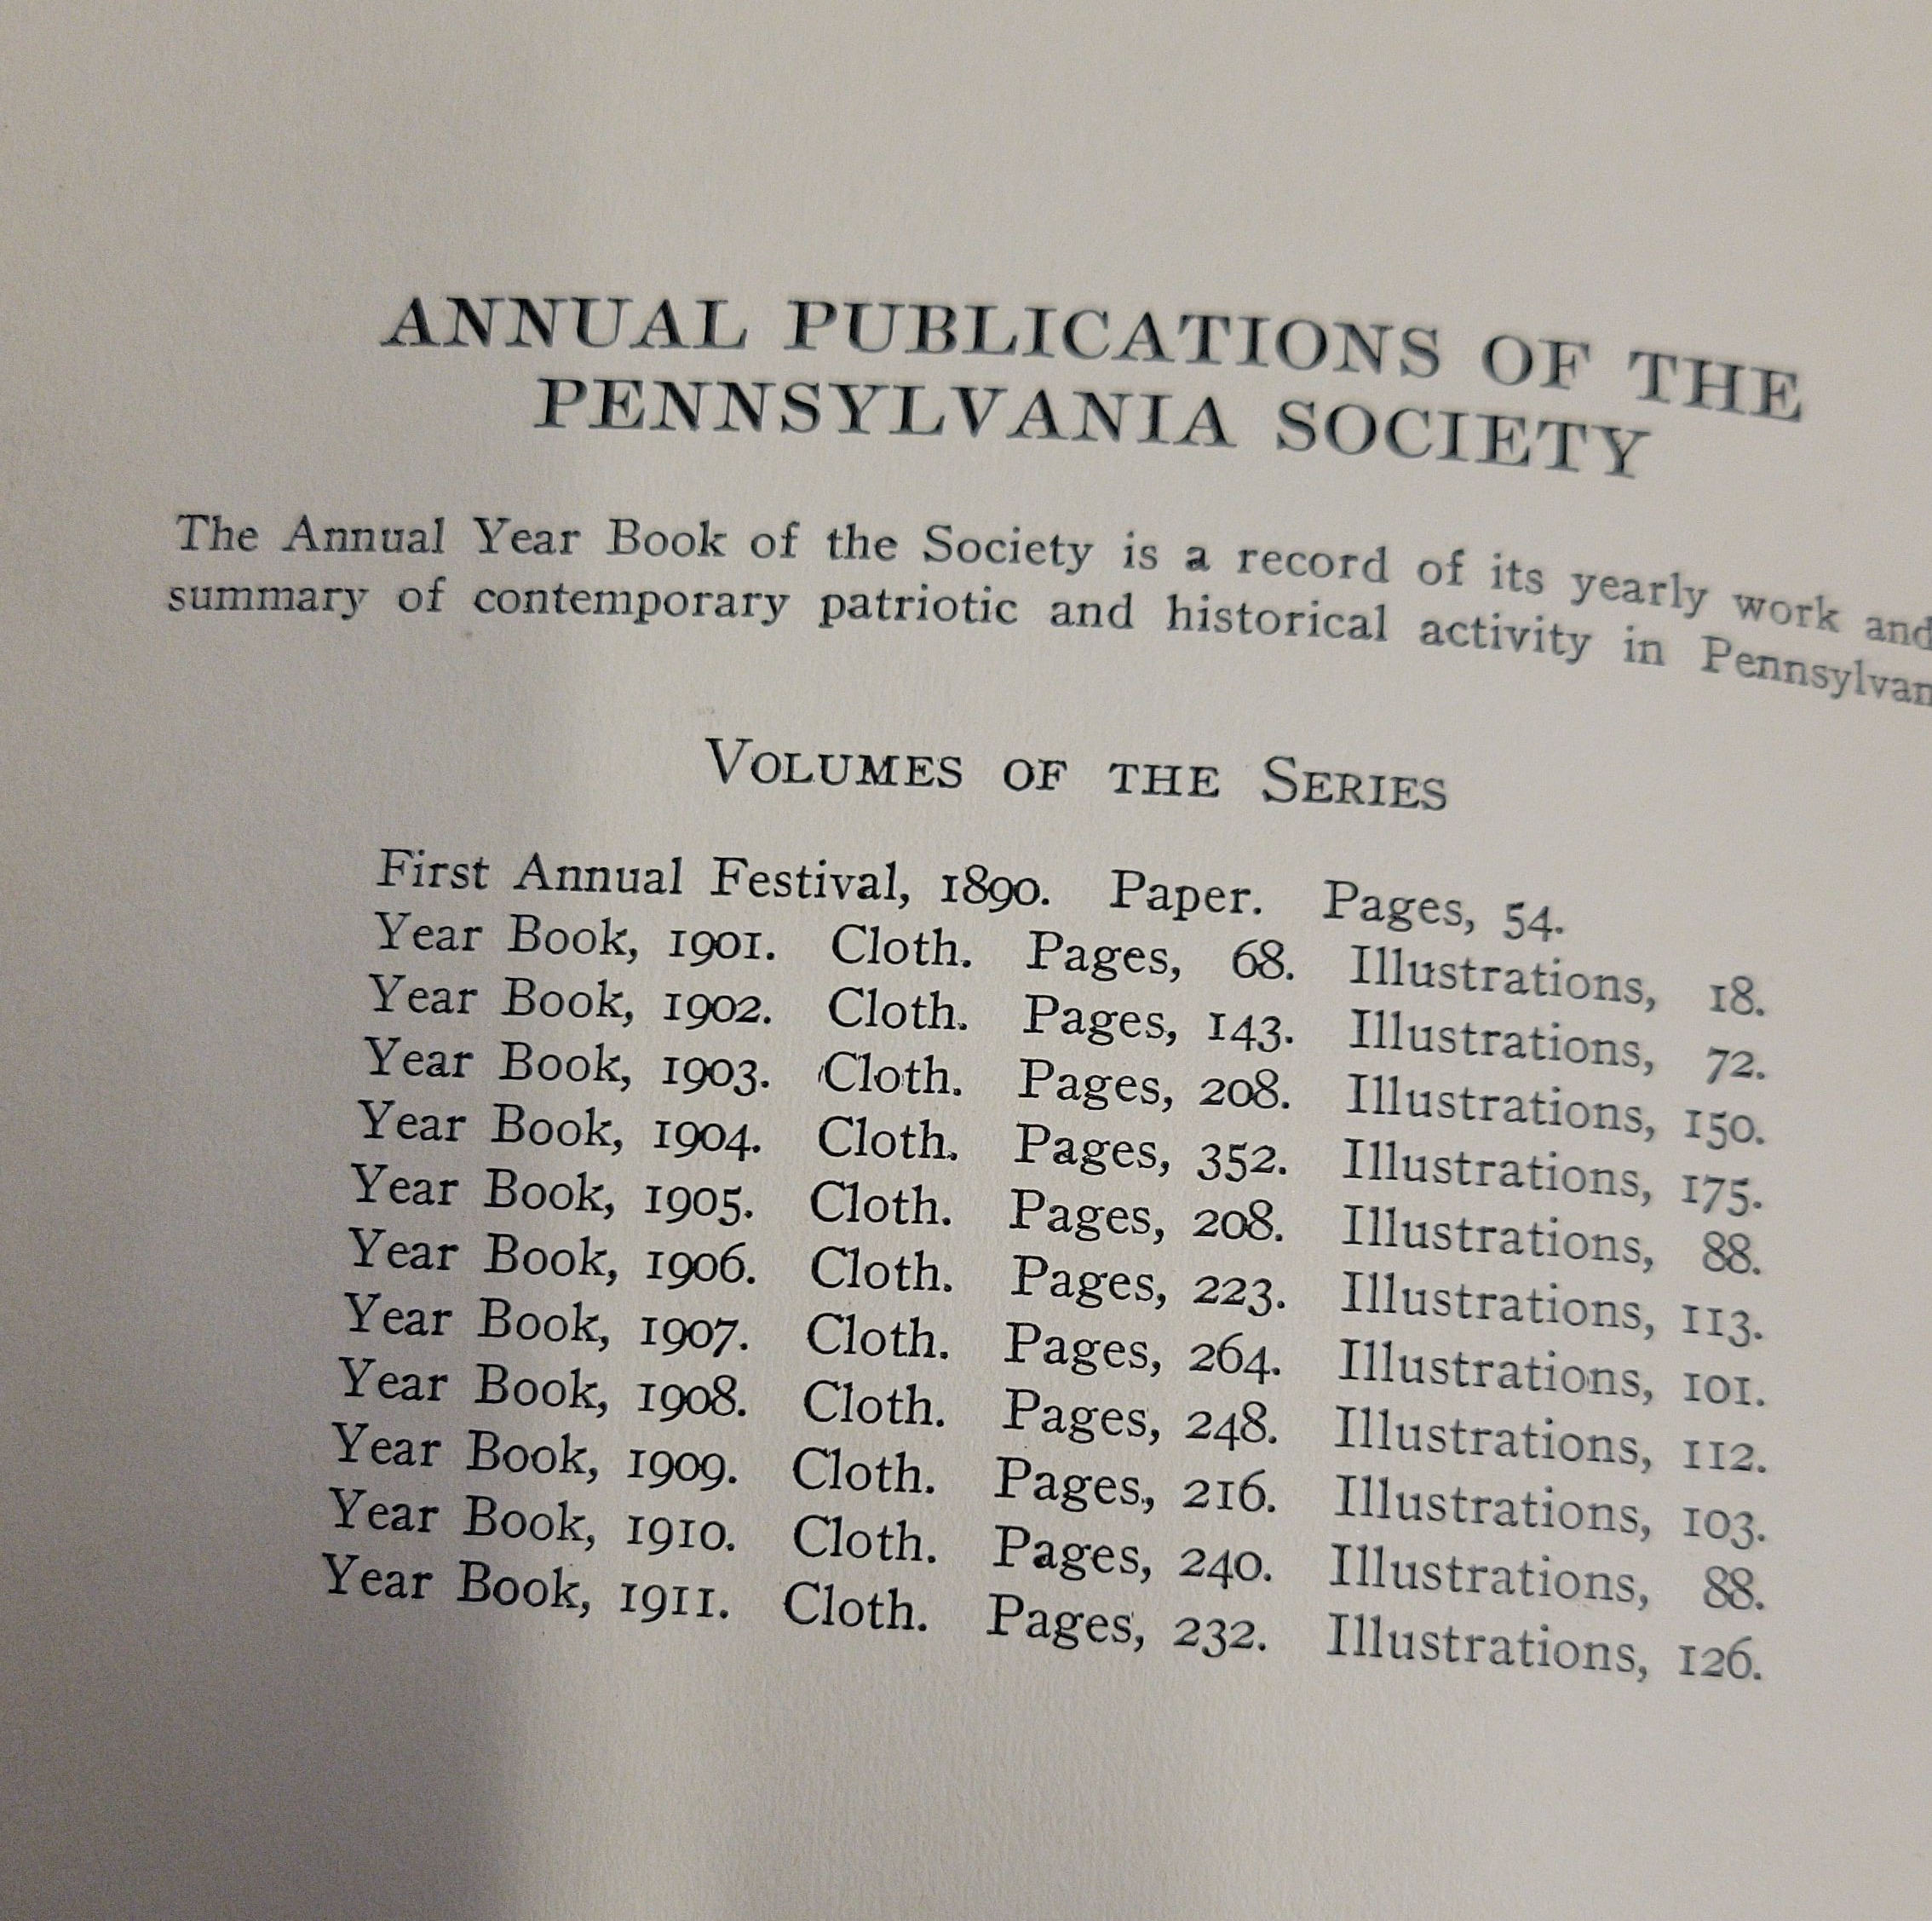 ANNUAL PUBLICATIONS OF THE
PENNSYLVANIA SOCIETY
The Annual Year Book of the Society is a record of its yearly work and
summary of contemporary patriotic and historical activity in Pennsylvan
VOLUMES OF THE SERIES
First Annual Festival, 1890. Paper. Pages, 54.
Year Book, 1901. Cloth. Pages, 68. Illustrations, 18.
Year Book, 1902. Cloth. Pages, 143. Illustrations, 72.
Year Book, 1903. Cloth. Pages, 208. Illustrations, 150.
Year Book, 1904. Cloth. Pages, 352. Illustrations, 175.
Year Book, 1905. Cloth. Pages, 208. Illustrations, 88.
Year Book, 1906. Cloth. Pages, 223. Illustrations, 113.
Year Book, 1907. Cloth. Pages, 264. Illustrations, 101.
Year Book, 1908. Cloth. Pages, 248. Illustrations, 112.
Year Book, 1909. Cloth. Pages, 216. Illustrations, 103.
Year Book, 1910. Cloth. Pages, 240. Illustrations, 88.
Year Book, 1911. Cloth. Pages, 232. Illustrations, 126.